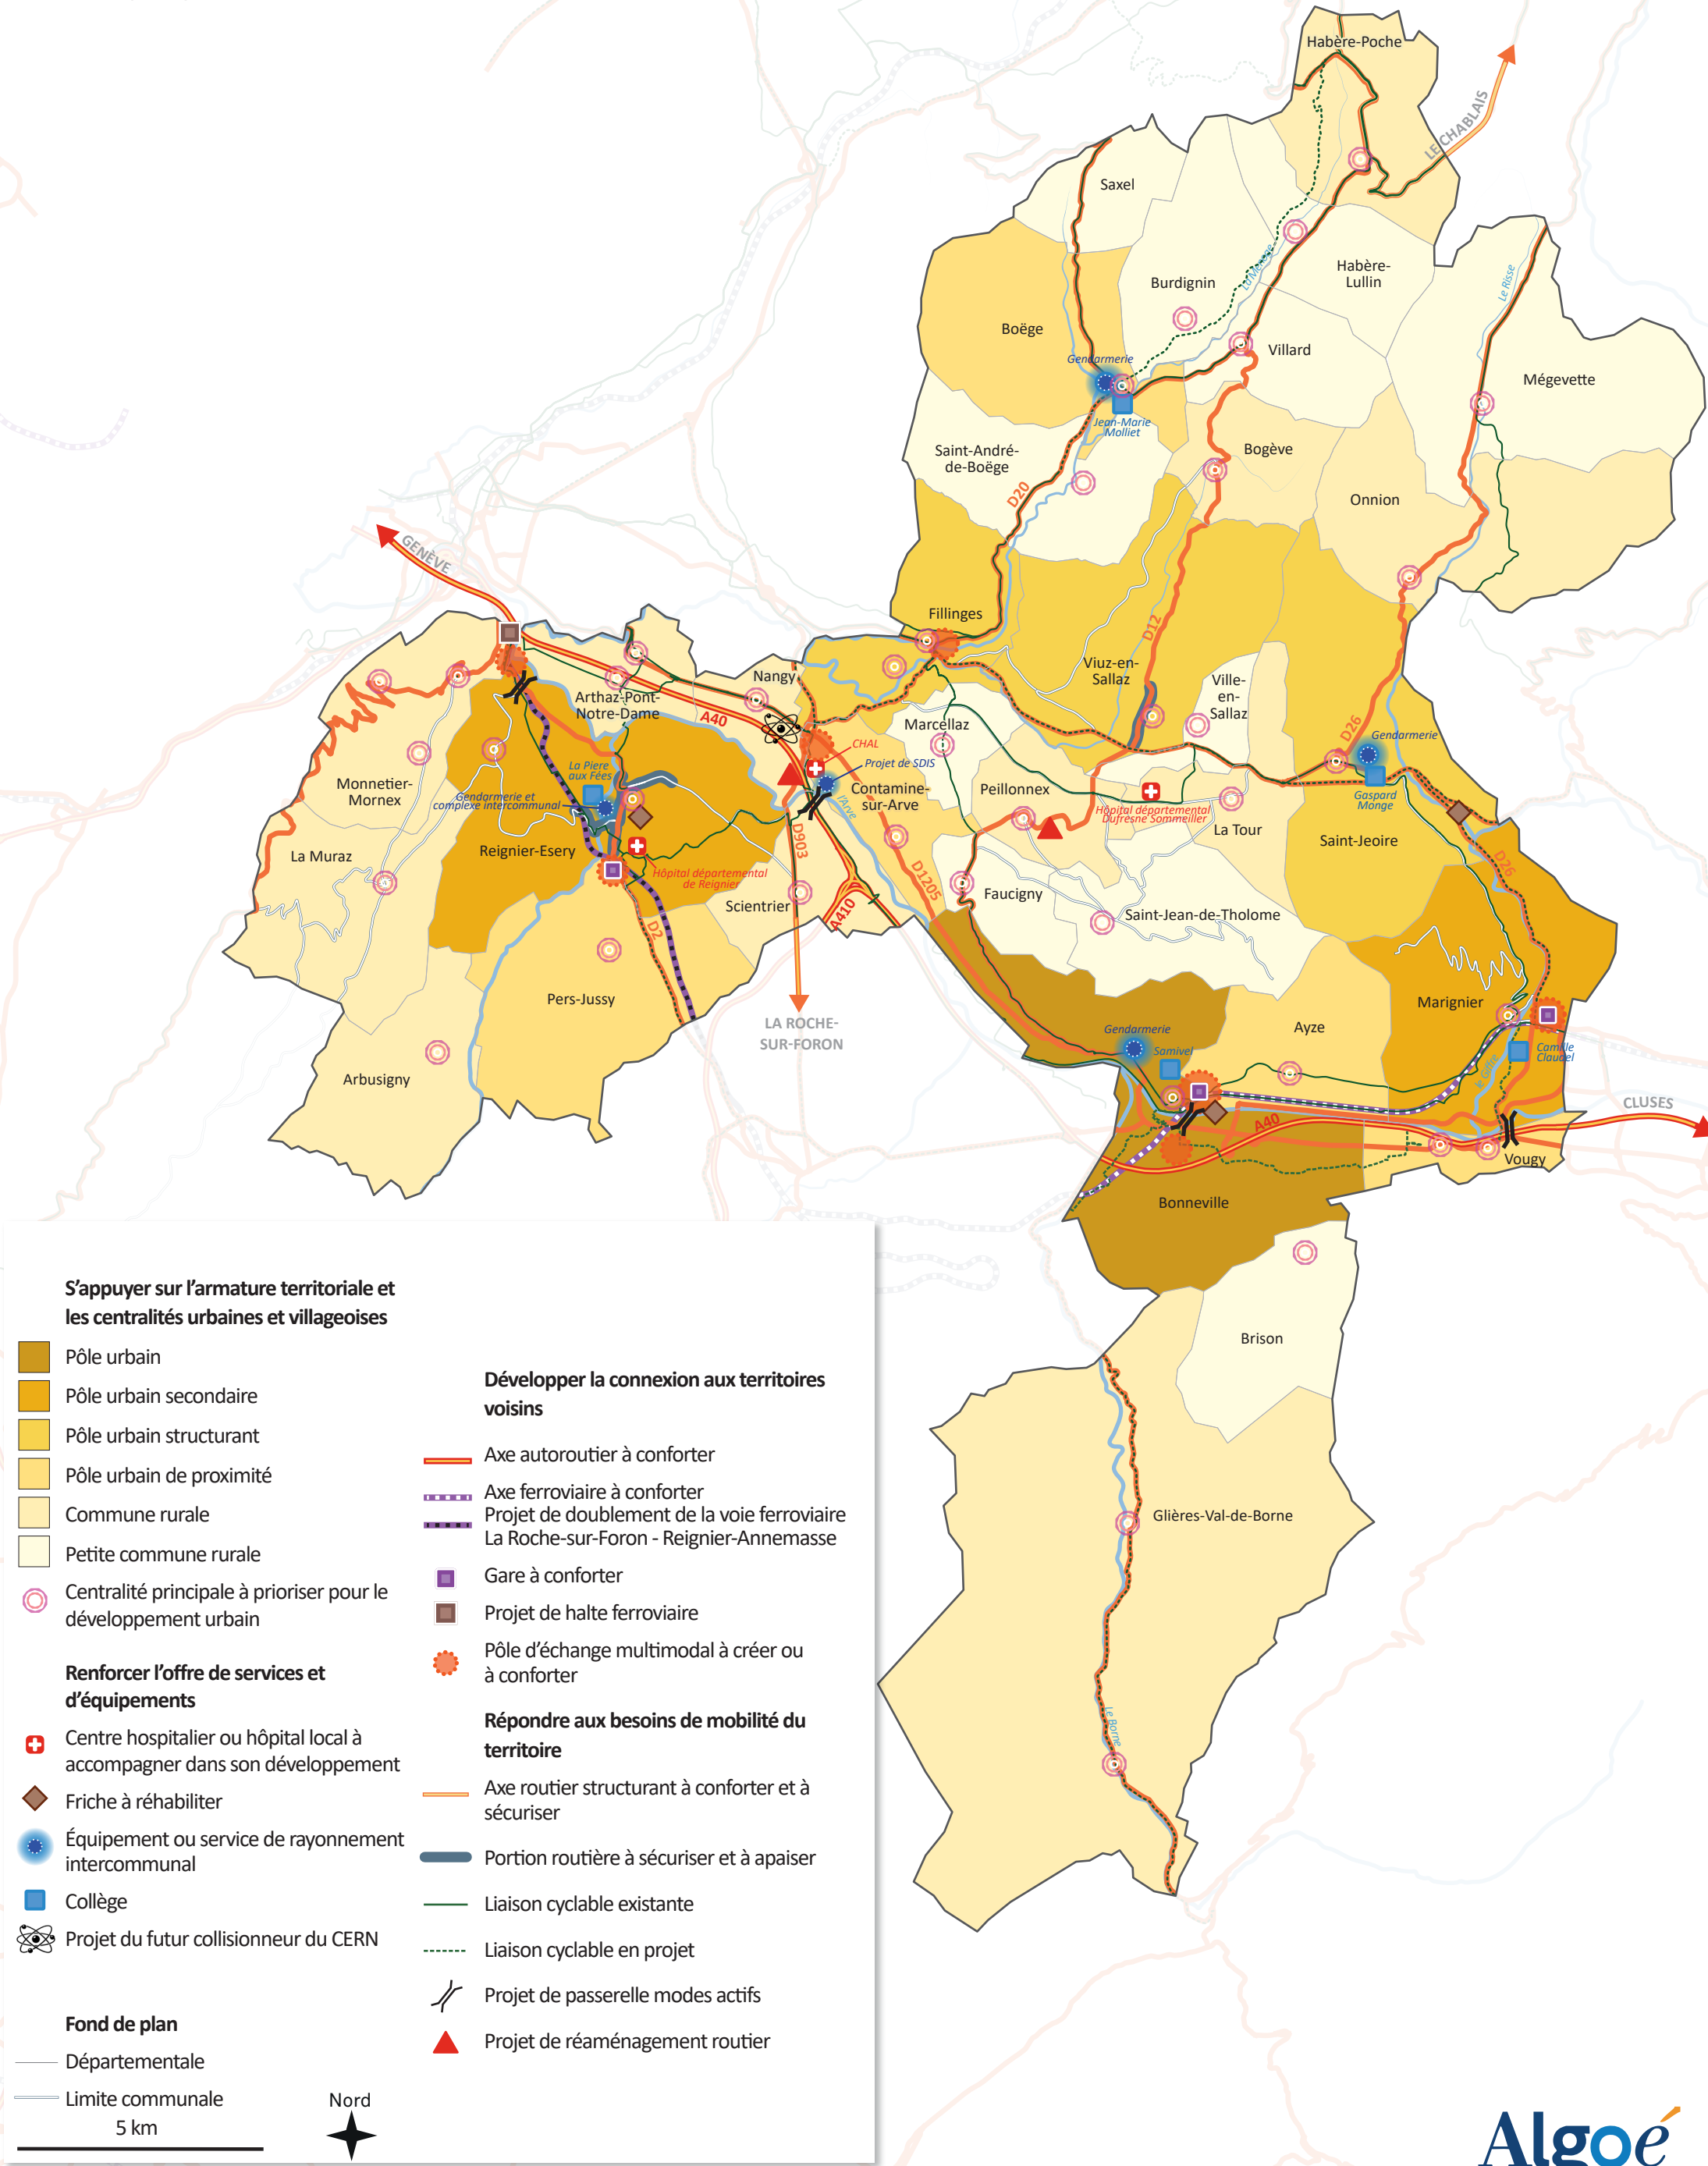 Habère-Poche
LE CHABLAIS
Saxel
Le Risse
Burdignin
La Menoge
Habère-
Lullin
Boëge
Gendarmerie
Villard
Mégevette
Jean-Marie
Molliet
Saint-André-
de-Boëge
Bogève
D20
Onnion
GENÈVE
Fillinges
D12
Viuz-en-
Sallaz
Ville-
en-
Sallaz
Nangy
Arthaz-Pont-
Notre-Dame
A40
Marcellaz
D26
Gendarmerie
CHAL
Projet de SDIS
La Piere
aux Fées
Monnetier-
Mornex
Gendarmerie et
complexe intercommunal
l'Arve
Contamine-
sur-Arve
Peillonnex
Hôpital départemental
Dufresne Sommeiller
Gaspard
Monge
La Tour
Saint-Jeoire
D903
La Muraz
Reignier-Esery
Hôpital départemental
de Reignier
D1205
D26
Scientrier
A410
Faucigny
Saint-Jean-de-Tholome
D2
Pers-Jussy
Marignier
LA ROCHE-
SUR-FORON
Ayze
Gendarmerie
Samivel
Camille
Claudel
le Giffre
Arbusigny
CLUSES
A40
Vougy
Bonneville
Brison
Glières-Val-de-Borne
Le Borne
S'appuyer sur l'armature territoriale et
les centralités urbaines et villageoises
Pôle urbain
Pôle urbain secondaire
Pôle urbain structurant
Pôle urbain de proximité
Commune rurale
Petite commune rurale
Centralité principale à prioriser pour le
développement urbain
Renforcer l'offre de services et
d'équipements
Centre hospitalier ou hôpital local à
accompagner dans son développement
Friche à réhabiliter
Équipement ou service de rayonnement
intercommunal
Collège
Projet du futur collisionneur du CERN
Fond de plan
Départementale
Limite communale
5 km
Nord
Développer la connexion aux territoires
voisins
Axe autoroutier à conforter
Axe ferroviaire à conforter
Projet de doublement de la voie ferroviaire
La Roche-sur-Foron - Reignier-Annemasse
Gare à conforter
Projet de halte ferroviaire
Pôle d'échange multimodal à créer ou
à conforter
Répondre aux besoins de mobilité du
territoire
Axe routier structurant à conforter et à
sécuriser
Portion routière à sécuriser et à apaiser
Liaison cyclable existante
Liaison cyclable en projet
Projet de passerelle modes actifs
Projet de réaménagement routier
Algoé